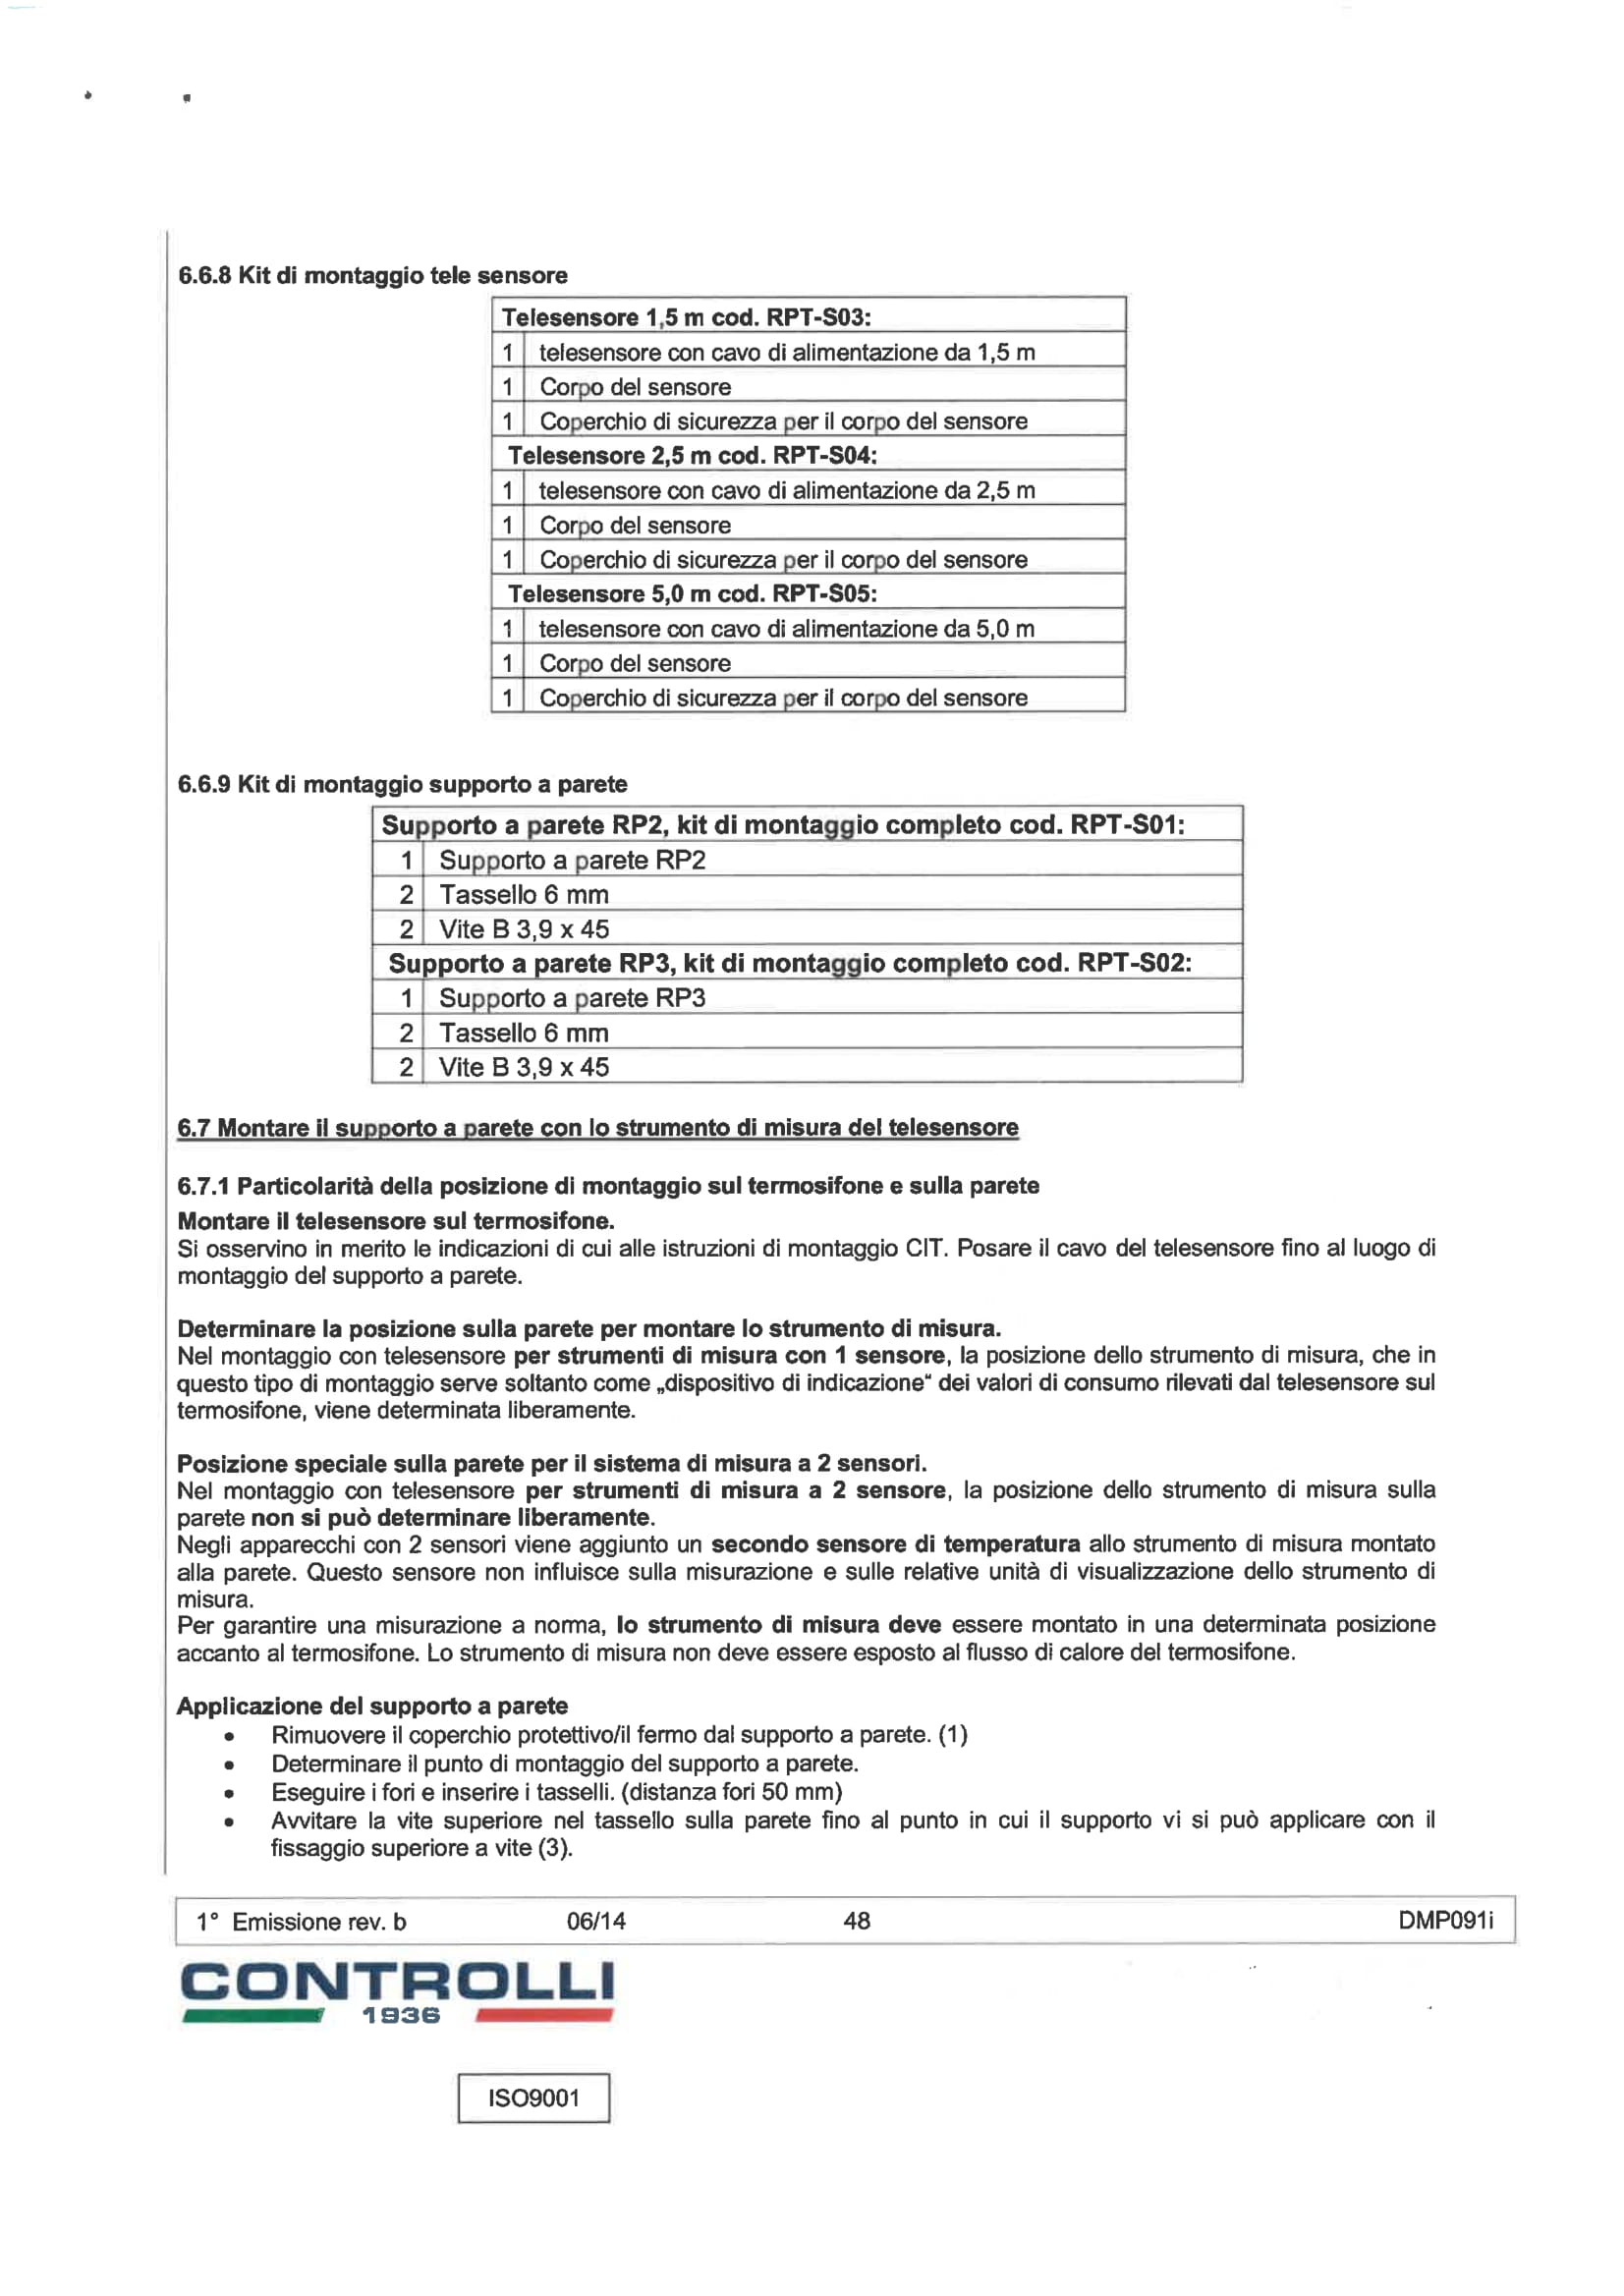 6.6.8 Kit di montaggio tele sensore
Telesensore 1,5 m cod. RPT-S03:
1 telesensore con cavo di alimentazione da 1,5 m
1 Corpo del sensore
1 Coperchio di sicurezza per il corpo del sensore
Telesensore 2,5 m cod. RPT-S04:
1 telesensore con cavo di alimentazione da 2,5 m
1 Corpo del sensore
1 Coperchio di sicurezza per il corpo del sensore
Telesensore 5,0 m cod. RPT-S05:
1 telesensore con cavo di alimentazione da 5,0 m
1 Corpo del sensore
1 Coperchio di sicurezza per il corpo del sensore
6.6.9 Kit di montaggio supporto a parete
Supporto a parete RP2, kit di montaggio completo cod. RPT-S01:
1 Supporto a parete RP2
2 Tassello 6 mm
2 Vite B 3,9 x 45
Supporto a parete RP3, kit di montaggio completo cod. RPT-S02:
1 Supporto a parete RP3
2 Tassello 6 mm
2 Vite B 3,9 x 45
6.7 Montare il supporto a parete con lo strumento di misura del telesensore
6.7.1 Particolarità della posizione di montaggio sul termosifone e sulla parete
Montare il telesensore sul termosifone.
Si osservino in merito le indicazioni di cui alle istruzioni di montaggio CIT. Posare il cavo del telesensore fino al luogo di
montaggio del supporto a parete.
Determinare la posizione sulla parete per montare lo strumento di misura.
Nel montaggio con telesensore per strumenti di misura con 1 sensore, la posizione dello strumento di misura, che in
questo tipo di montaggio serve soltanto come „dispositivo di indicazione“ dei valori di consumo rilevati dal telesensore sul
termosifone, viene determinata liberamente.
Posizione speciale sulla parete per il sistema di misura a 2 sensori.
Nel montaggio con telesensore per strumenti di misura a 2 sensore, la posizione dello strumento di misura sulla
parete non si può determinare liberamente.
Negli apparecchi con 2 sensori viene aggiunto un secondo sensore di temperatura allo strumento di misura montato
alla parete. Questo sensore non influisce sulla misurazione e sulle relative unità di visualizzazione dello strumento di
misura.
Per garantire una misurazione a norma, lo strumento di misura deve essere montato in una determinata posizione
accanto al termosifone. Lo strumento di misura non deve essere esposto al flusso di calore del termosifone.
Applicazione del supporto a parete
• Rimuovere il coperchio protettivo/il fermo dal supporto a parete. (1)
• Determinare il punto di montaggio del supporto a parete.
• Eseguire i fori e inserire i tasselli. (distanza fori 50 mm)
• Avvitare la vite superiore nel tassello sulla parete fino al punto in cui il supporto vi si può applicare con il
fissaggio superiore a vite (3).
1° Emissione rev. b 06/14 48 DMP091i
CONTROLLI
1936
ISO9001